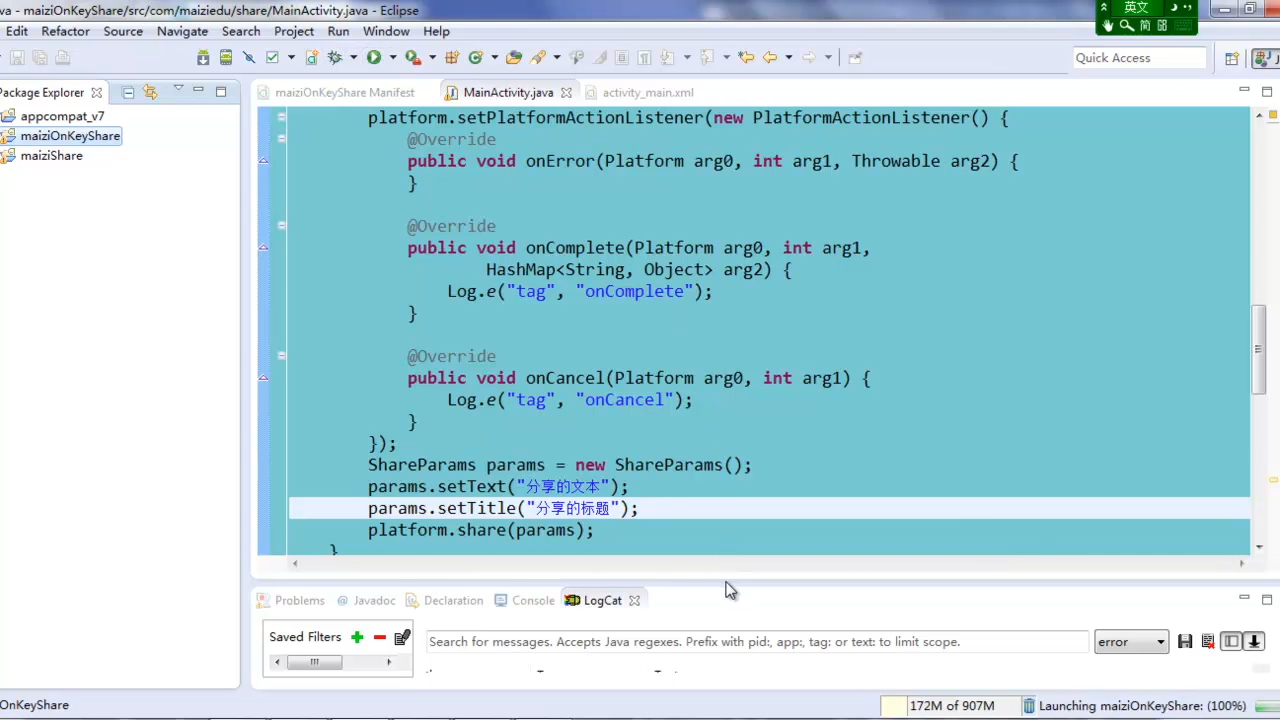 va - maiziOnKeyShare/src/com/maiziedu/share/MainActivity.java - Eclipse
英文
简
Edit Refactor Source Navigate Search Project Run Window Help
Quick Access
Package Explorer
maiziOnKeyShare Manifest MainActivity.java activity_main.xml
appcompat_v7
maiziOnKeyShare
maiziShare
platform.setPlatformActionListener(new PlatformActionListener() {
@Override
public void onError(Platform arg0, int arg1, Throwable arg2) {
}
@Override
public void onComplete(Platform arg0, int arg1,
HashMap<String, Object> arg2) {
Log.e("tag", "onComplete");
}
@Override
public void onCancel(Platform arg0, int arg1) {
Log.e("tag", "onCancel");
}
});
ShareParams params = new ShareParams();
params.setText("分享的文本");
params.setTitle("分享的标题");
platform.share(params);
}
Problems Javadoc Declaration Console LogCat
Saved Filters
Search for messages. Accepts Java regexes. Prefix with pid:, app:, tag: or text: to limit scope.
error
OnKeyShare
172M of 907M
Launching maiziOnKeyShare: (100%)